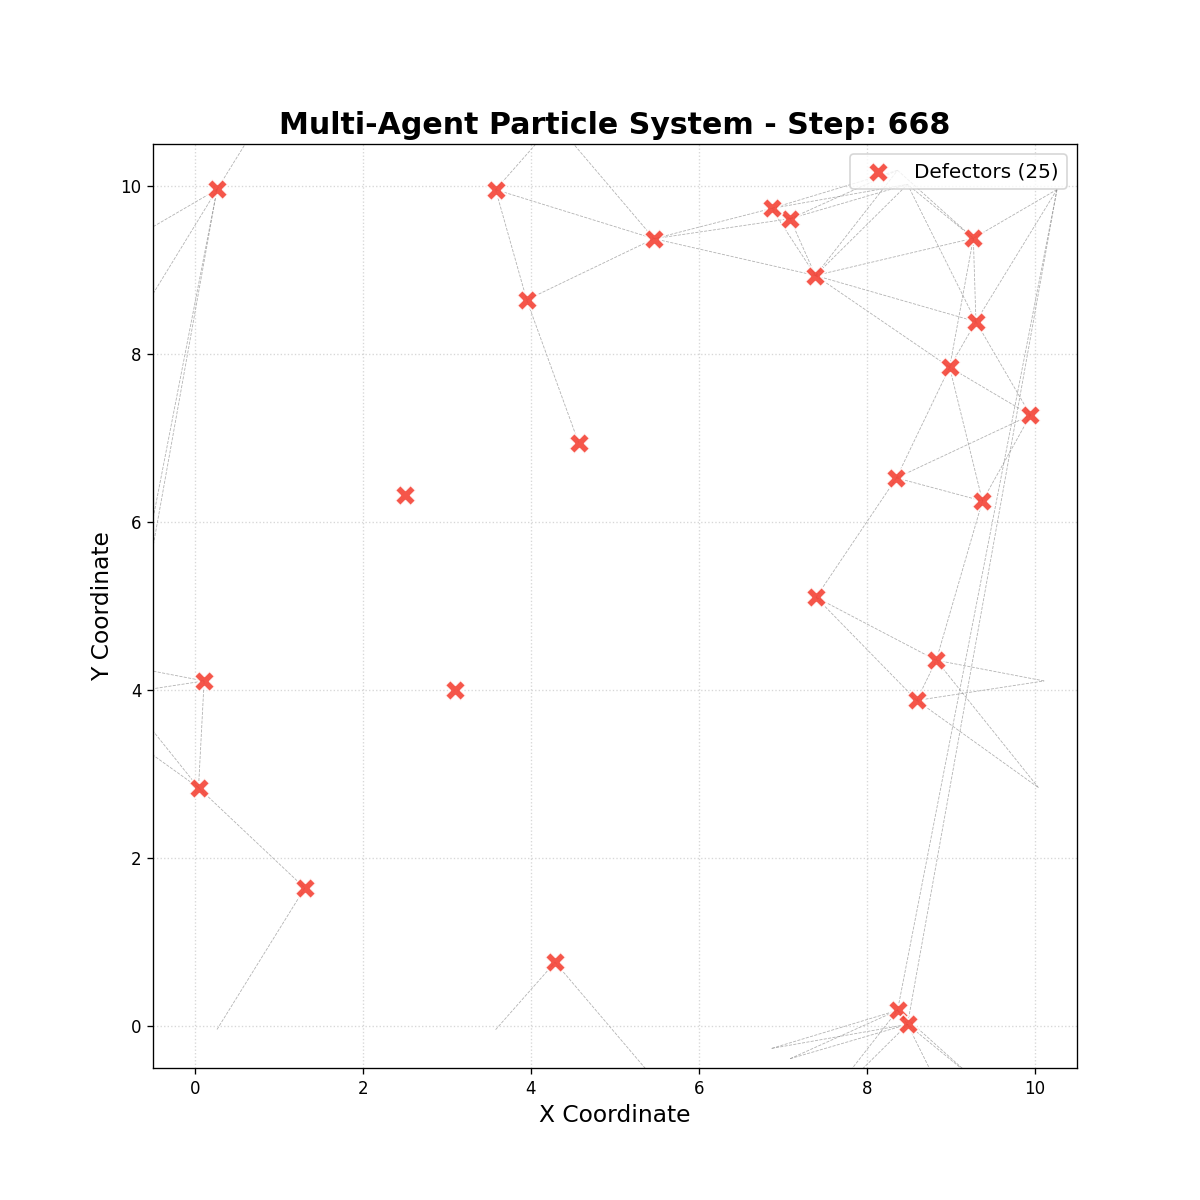 Multi-Agent Particle System - Step: 668
Defectors (25)
10
8
6
4
2
0
Y Coordinate
0 2 4 6 8 10
X Coordinate